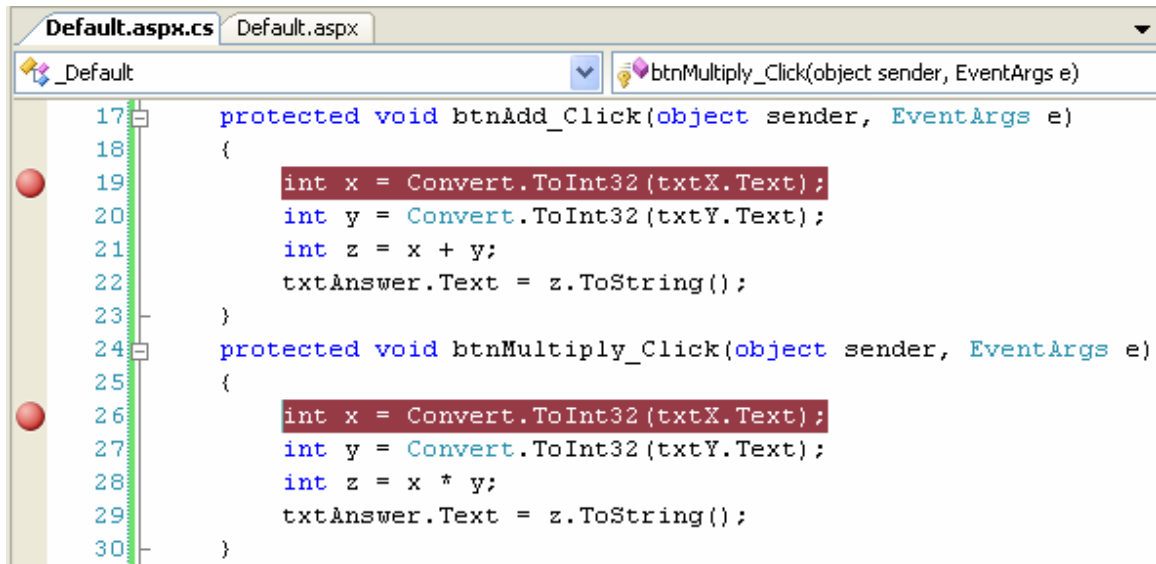 Default.aspx.cs Default.aspx
_Default btnMultiply_Click(object sender, EventArgs e)
17 protected void btnAdd_Click(object sender, EventArgs e)
18 {
19 int x = Convert.ToInt32(txtX.Text);
20 int y = Convert.ToInt32(txtY.Text);
21 int z = x + y;
22 txtAnswer.Text = z.ToString();
23 }
24 protected void btnMultiply_Click(object sender, EventArgs e)
25 {
26 int x = Convert.ToInt32(txtX.Text);
27 int y = Convert.ToInt32(txtY.Text);
28 int z = x * y;
29 txtAnswer.Text = z.ToString();
30 }